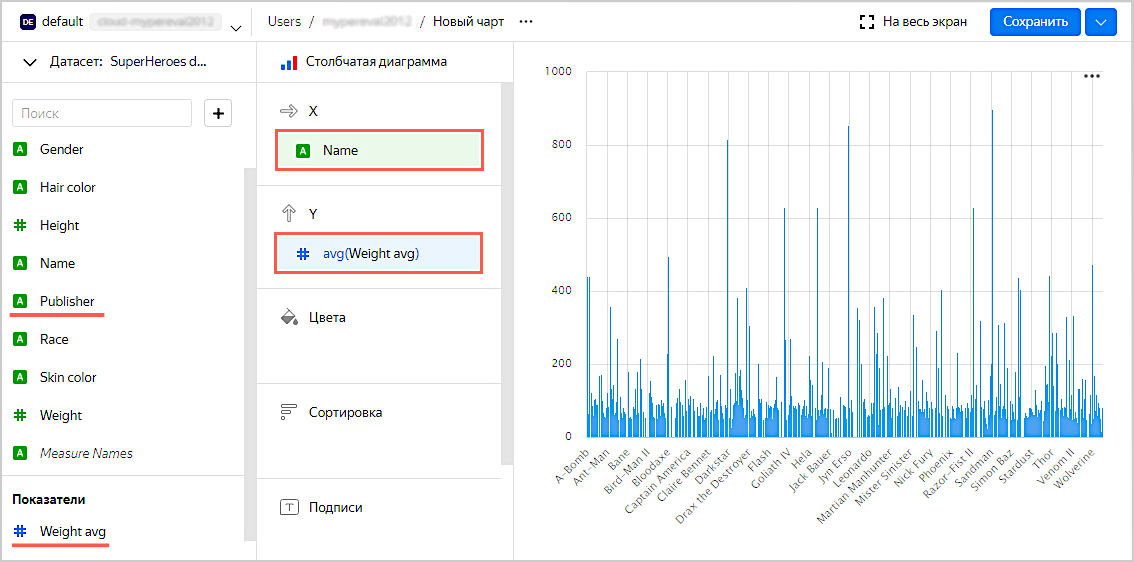 DE default cloud-mypereval2012
Users / mypereval2012 / Новый чарт ···
На весь экран
Сохранить
Датасет: SuperHeroes d...
Поиск
+
A Gender
A Hair color
# Height
A Name
A Publisher
A Race
A Skin color
# Weight
A Measure Names
Показатели
# Weight avg
Столбчатая диаграмма
X
A Name
Y
# avg(Weight avg)
Цвета
Сортировка
T Подписи
1000
800
600
400
200
0
A-Bomb
Ant-Man
Bane
Bird-Man II
Bloodaxe
Captain America
Claire Bennet
Darkstar
Drax the Destroyer
Flash
Goliath IV
Hela
Jack Bauer
Jyn Erso
Leonardo
Martian Manhunter
Mister Sinister
Nick Fury
Phoenix
Razor-Fist II
Sandman
Simon Baz
Stardust
Thor
Venom II
Wolverine